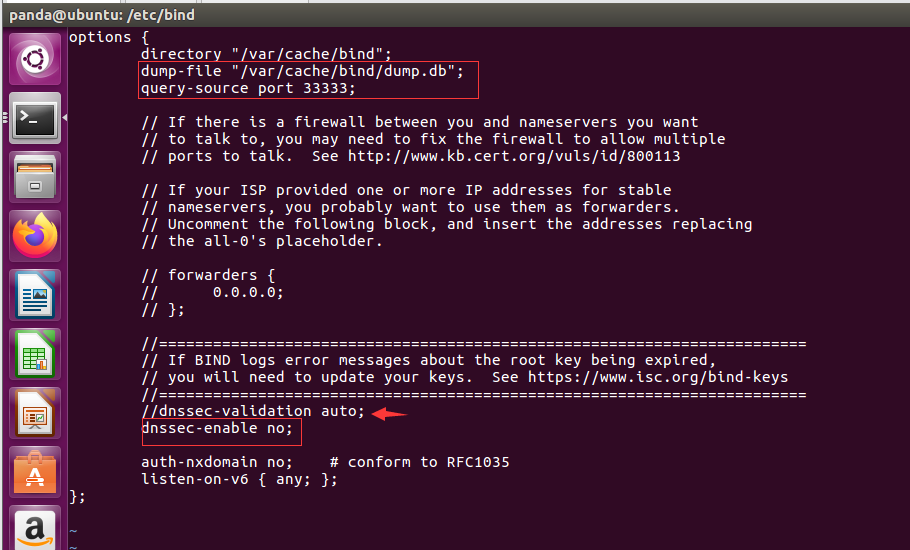 panda@ubuntu: /etc/bind
options {
directory "/var/cache/bind";
dump-file "/var/cache/bind/dump.db";
query-source port 33333;
// If there is a firewall between you and nameservers you want
// to talk to, you may need to fix the firewall to allow multiple
// ports to talk.  See http://www.kb.cert.org/vuls/id/800113
// If your ISP provided one or more IP addresses for stable
// nameservers, you probably want to use them as forwarders.
// Uncomment the following block, and insert the addresses replacing
// the all-0's placeholder.
// forwarders {
//      0.0.0.0;
// };
//========================================================================
// If BIND logs error messages about the root key being expired,
// you will need to update your keys.  See https://www.isc.org/bind-keys
//========================================================================
//dnssec-validation auto;
dnssec-enable no;
auth-nxdomain no;    # conform to RFC1035
listen-on-v6 { any; };
};
~
~